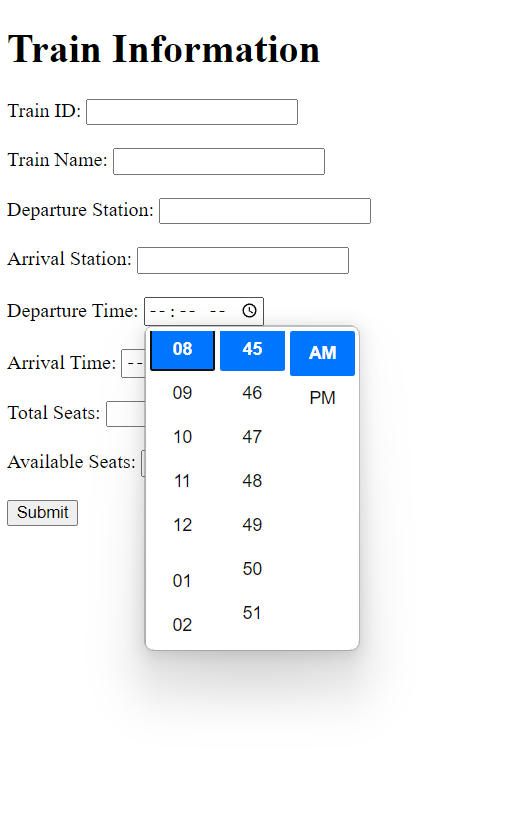 Train Information
Train ID:
Train Name:
Departure Station:
Arrival Station:
Departure Time: --:-- --
08 45 AM
Arrival Time: --
09 46 PM
Total Seats:
10 47
Available Seats:
11 48
Submit
12 49
01 50
02 51